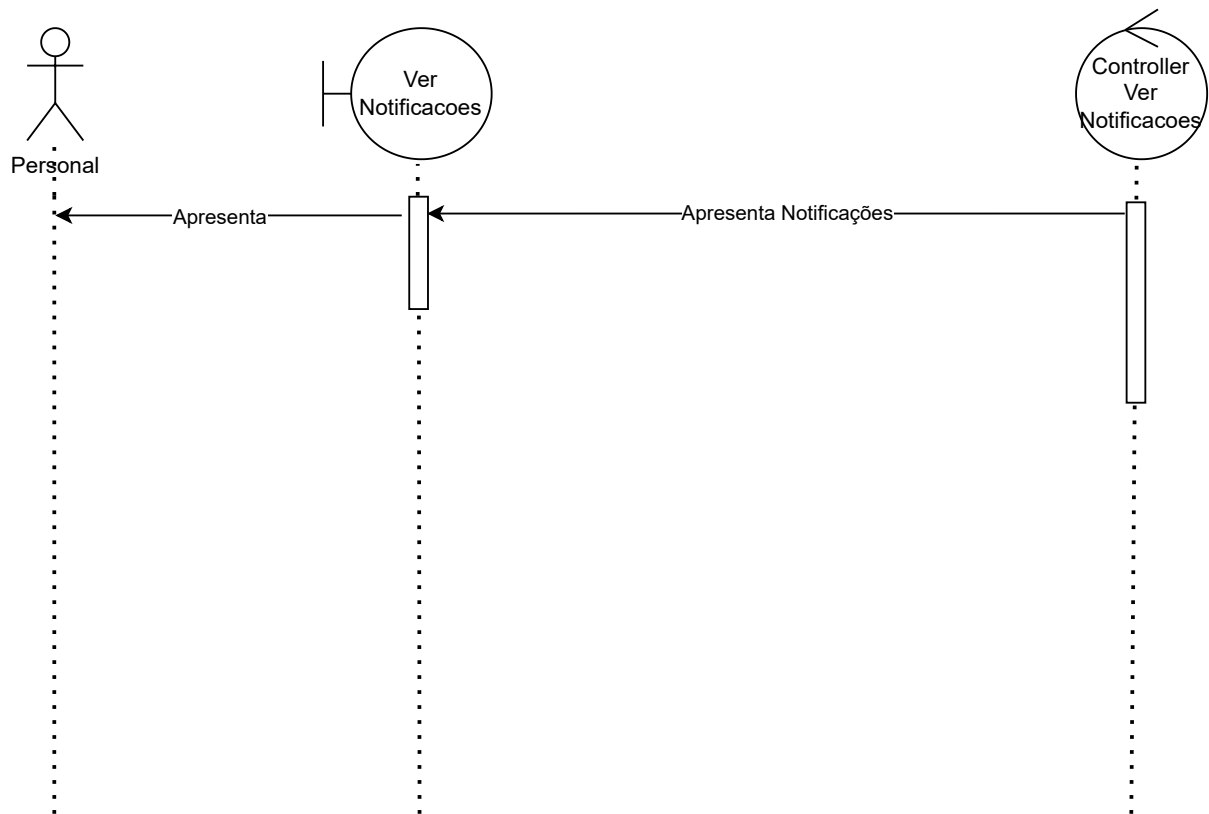 Ver
Notificacoes
Controller
Ver
Notificacoes
Personal
Apresenta
Apresenta Notificações